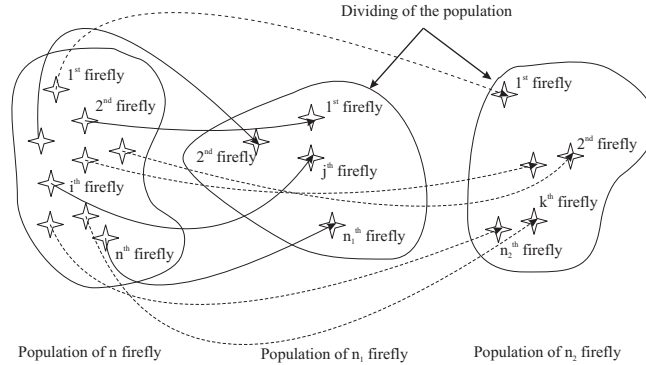 Dividing of the population
1st firefly
2nd firefly
ith firefly
nth firefly
1st firefly
2nd firefly
jth firefly
n1th firefly
1st firefly
2nd firefly
kth firefly
n2th firefly
Population of n firefly
Population of n1 firefly
Population of n2 firefly